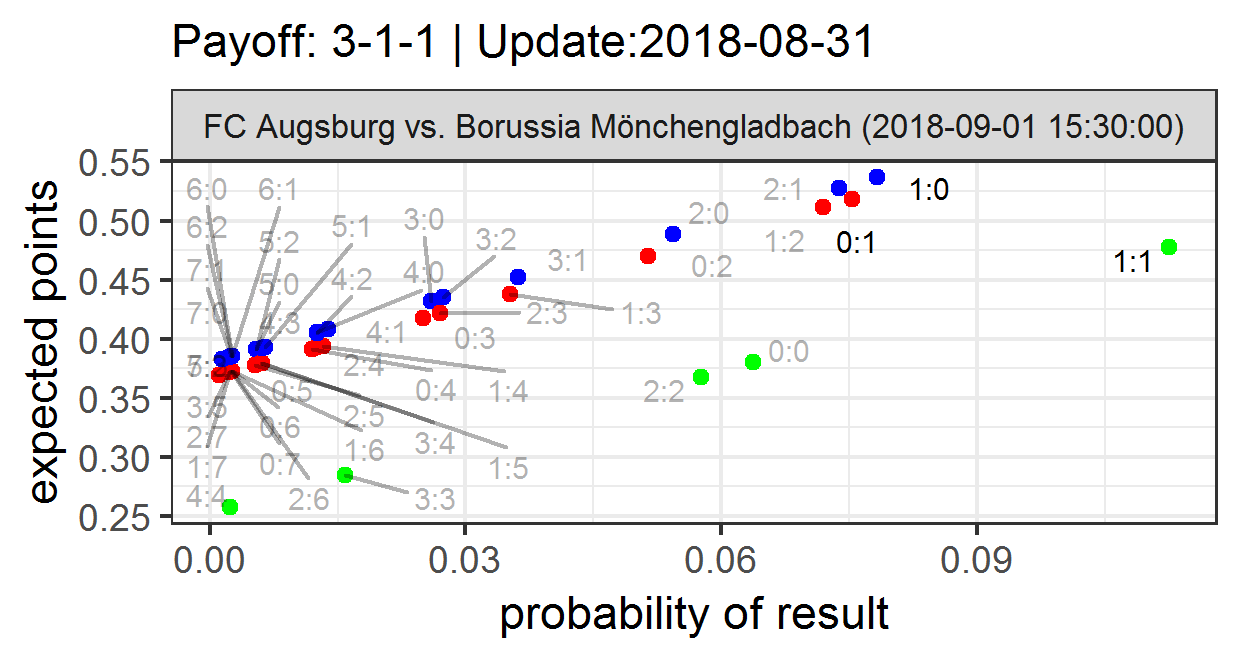 Payoff: 3-1-1 | Update:2018-08-31
FC Augsburg vs. Borussia Mönchengladbach (2018-09-01 15:30:00)
expected points
0.55
0.50
0.45
0.40
0.35
0.30
0.25
6:0 6:1 2:1 1:0
6:2 5:1 3:0 2:0
5:2 3:2 1:2 0:1
7:1 4:2 4:0 3:1 0:2 1:1
5:0
7:0 4:3 4:1 0:3 2:3 1:3
2:4 0:0
0:5 0:4 1:4 2:2
3:5 0:6 2:5
2:7 1:6 3:4
1:7 0:7 1:5
4:4 2:6 3:3
0.00 0.03 0.06 0.09
probability of result